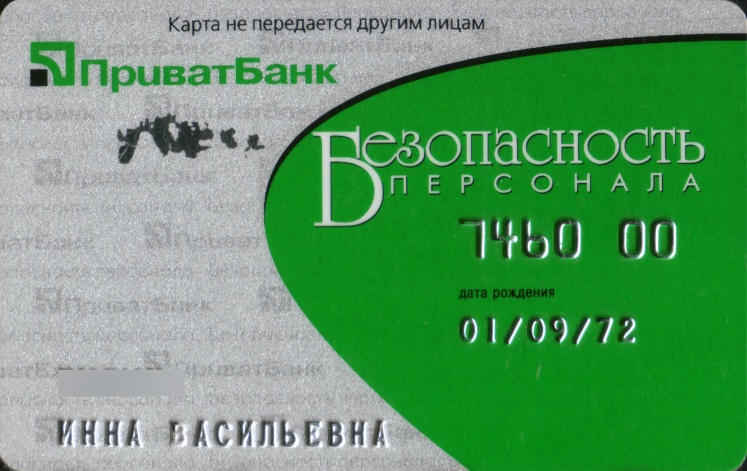 Карта не передается другим лицам
ПриватБанк
Безопасность
ПЕРСОНАЛА
7460 00
дата рождения
01/09/72
ИННА ВАСИЛЬЕВНА